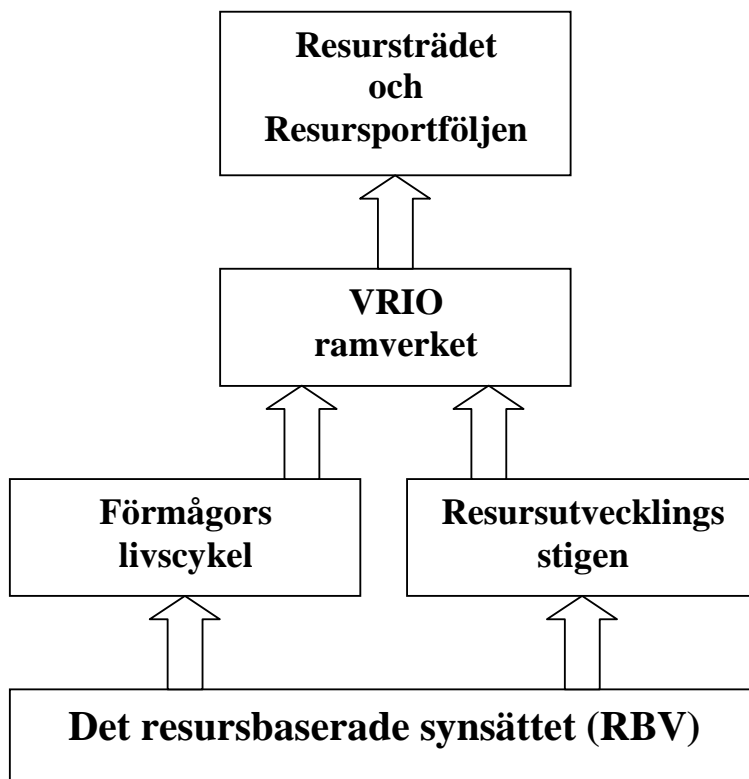 Resursträdet
och
Resursportföljen
VRIO
ramverket
Förmågors
livscykel
Resursutvecklings
stigen
Det resursbaserade synsättet (RBV)